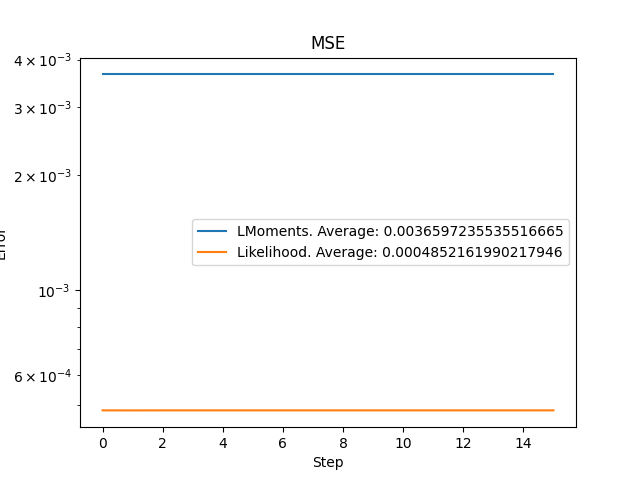 MSE
4 × 10⁻³
3 × 10⁻³
2 × 10⁻³
10⁻³
6 × 10⁻⁴
Error
LMoments. Average: 0.0036597235535516665
Likelihood. Average: 0.0004852161990217946
0 2 4 6 8 10 12 14
Step